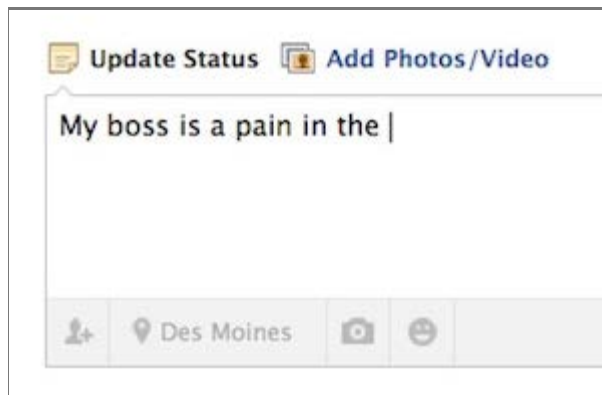 Update Status Add Photos/Video
My boss is a pain in the
Des Moines